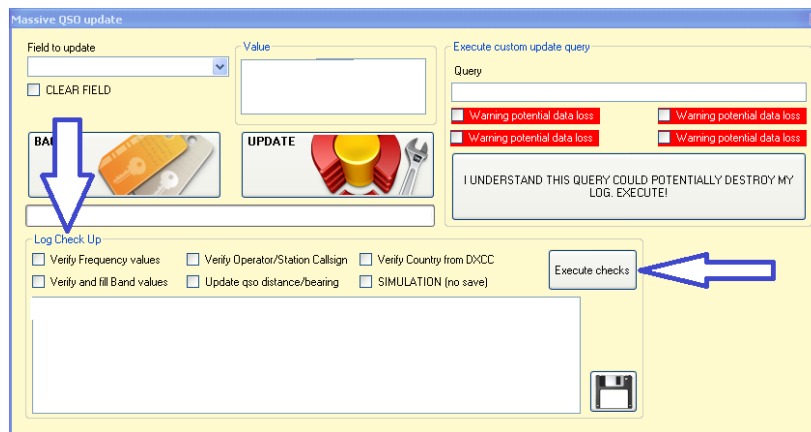 Massive QSO update
Field to update
CLEAR FIELD
Value
Execute custom update query
Query
Warning potential data loss
Warning potential data loss
Warning potential data loss
Warning potential data loss
UPDATE
I UNDERSTAND THIS QUERY COULD POTENTIALLY DESTROY MY
LOG. EXECUTE!
Log Check Up
Verify Frequency values
Verify Operator/Station Callsign
Verify Country from DXCC
Verify and fill Band values
Update qso distance/bearing
SIMULATION (no save)
Execute checks